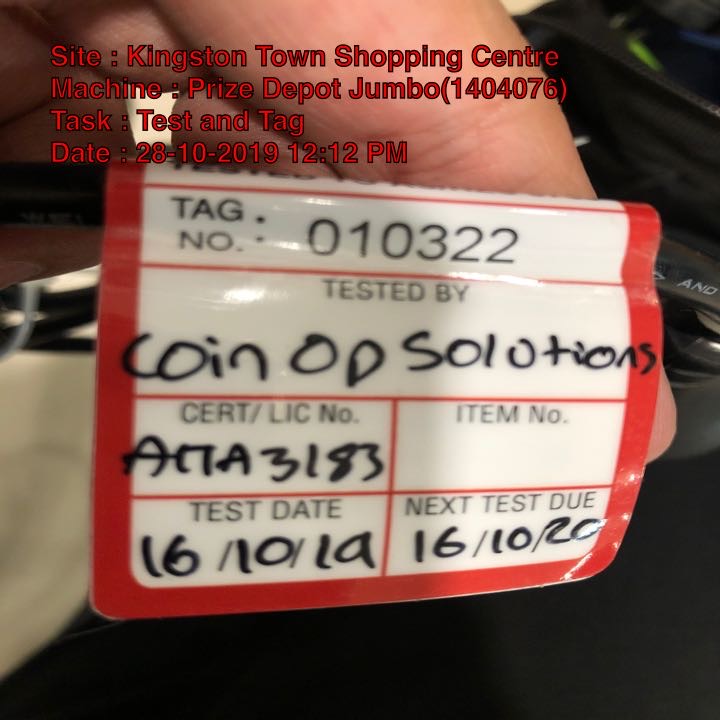 Site : Kingston Town Shopping Centre
Machine : Prize Depot Jumbo(1404076)
Task : Test and Tag
Date : 28-10-2019 12:12 PM
TAG NO. : 010322
TESTED BY
Coin Op Solutions
CERT/ LIC No. ITEM No.
AMA3183
TEST DATE NEXT TEST DUE
16/10/19 16/10/20
AND